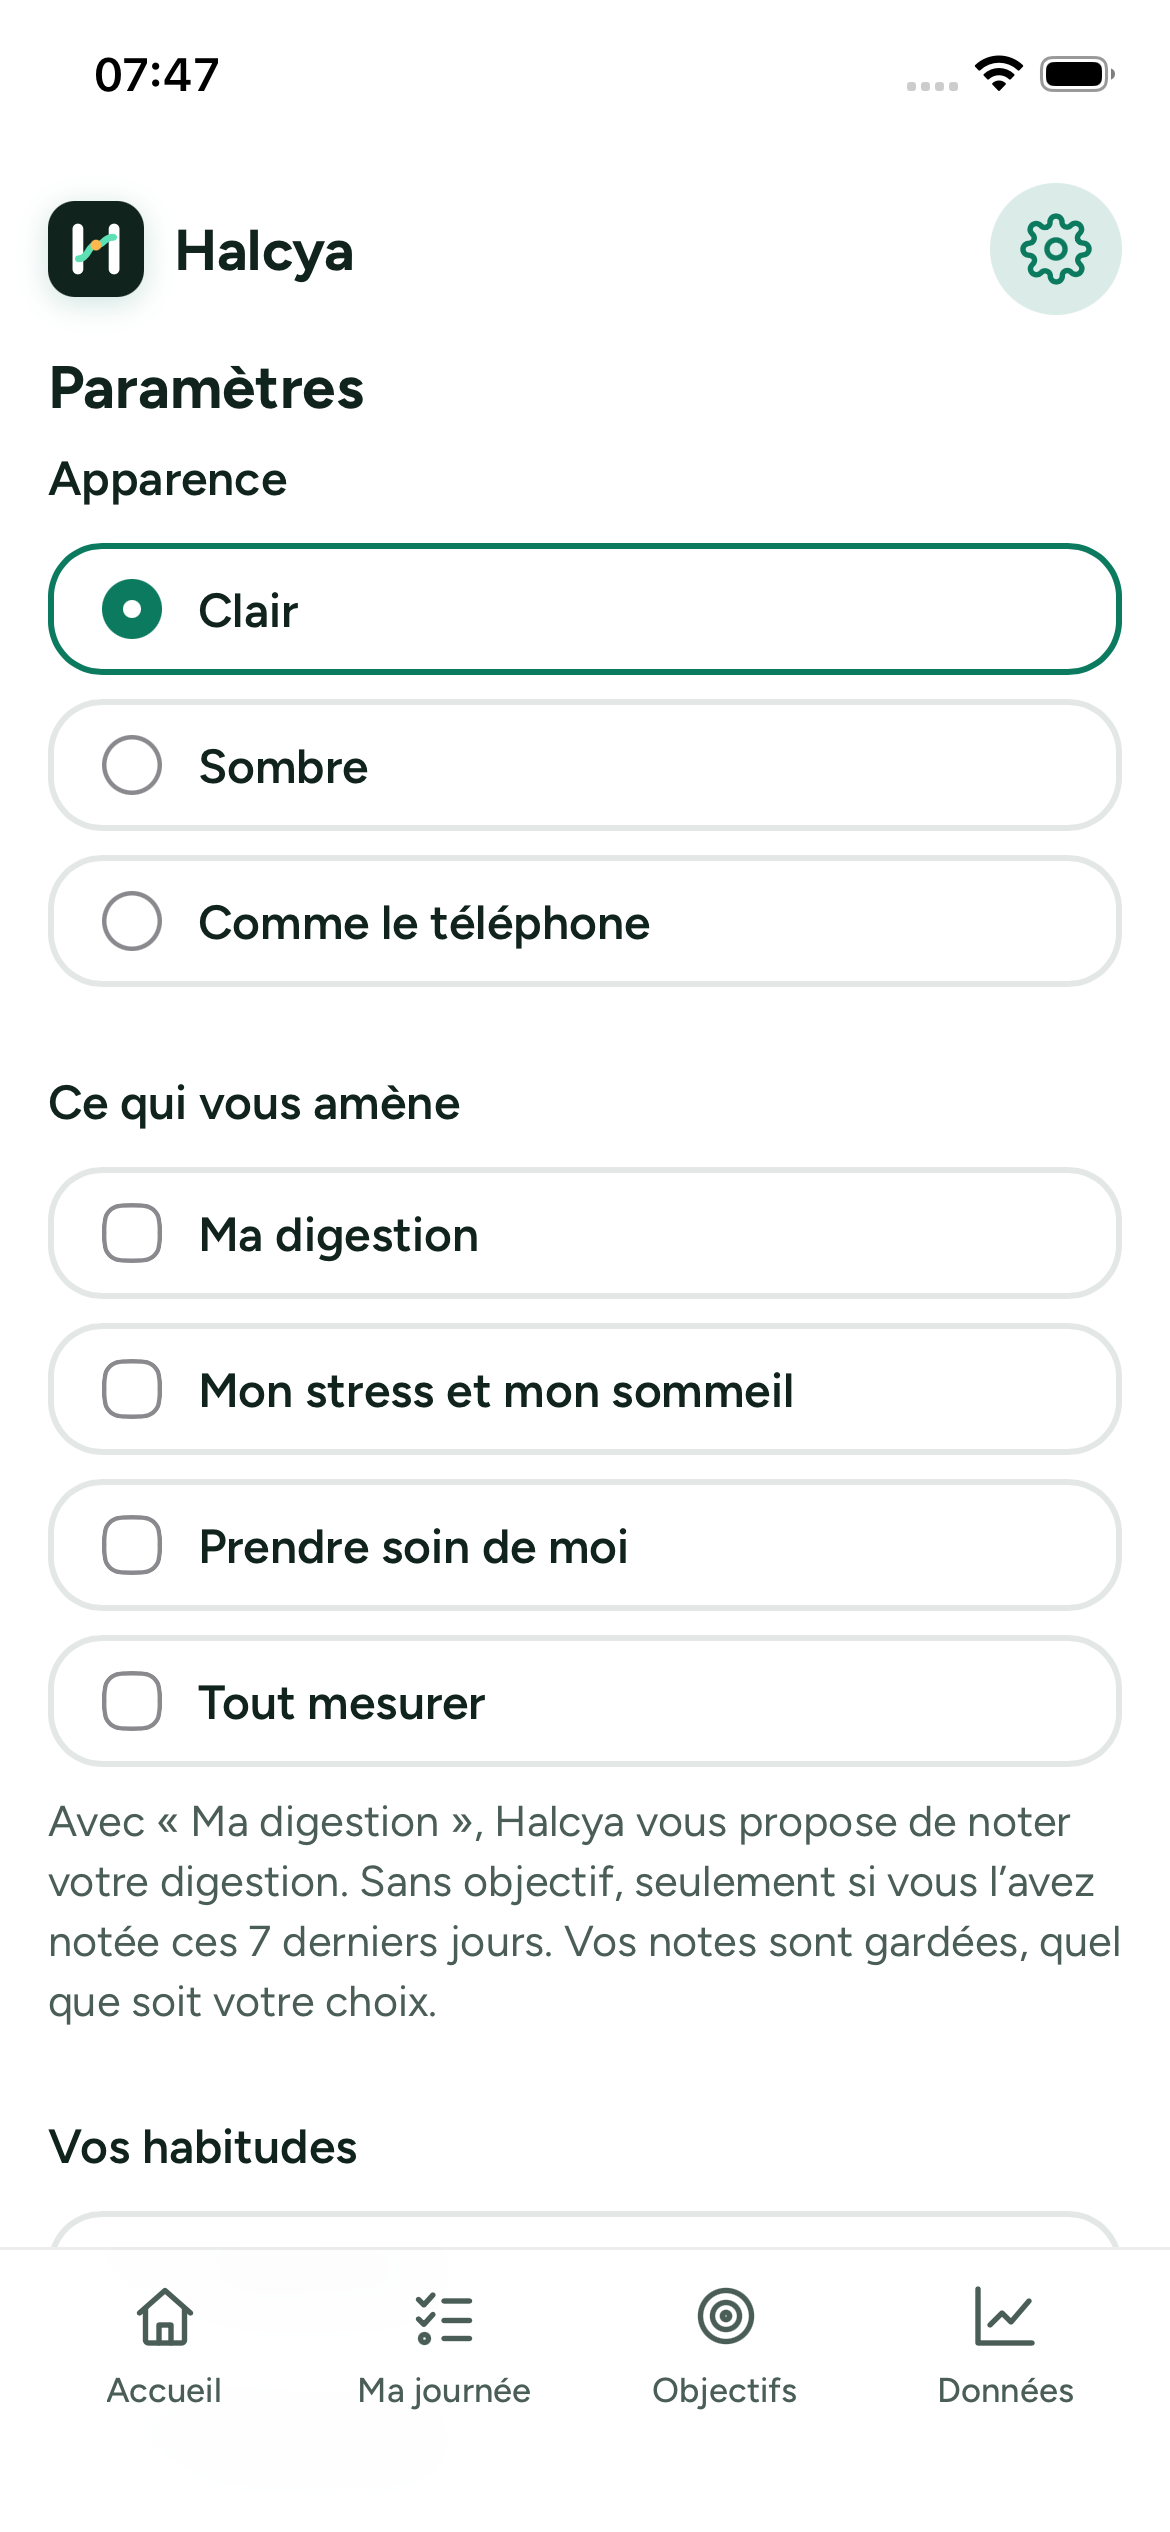 07:47
Halcya
Paramètres
Apparence
Clair
Sombre
Comme le téléphone
Ce qui vous amène
Ma digestion
Mon stress et mon sommeil
Prendre soin de moi
Tout mesurer
Avec « Ma digestion », Halcya vous propose de noter
votre digestion. Sans objectif, seulement si vous l’avez
notée ces 7 derniers jours. Vos notes sont gardées, quel
que soit votre choix.
Vos habitudes
Accueil
Ma journée
Objectifs
Données